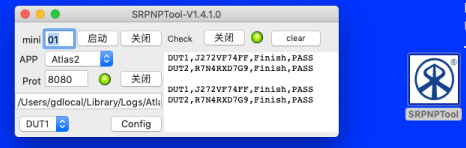 SRPNPTool-V1.4.1.0
mini 01 启动 关闭 Check 关闭 clear
APP Atlas2
Prot 8080 关闭
/Users/gdlocal/Library/Logs/Atla
DUT1 Config
DUT1,J272VF74FF,Finish,PASS
DUT2,R7N4RXD7G9,Finish,PASS
DUT1,J272VF74FF,Finish,PASS
DUT2,R7N4RXD7G9,Finish,PASS
SRPNPTool